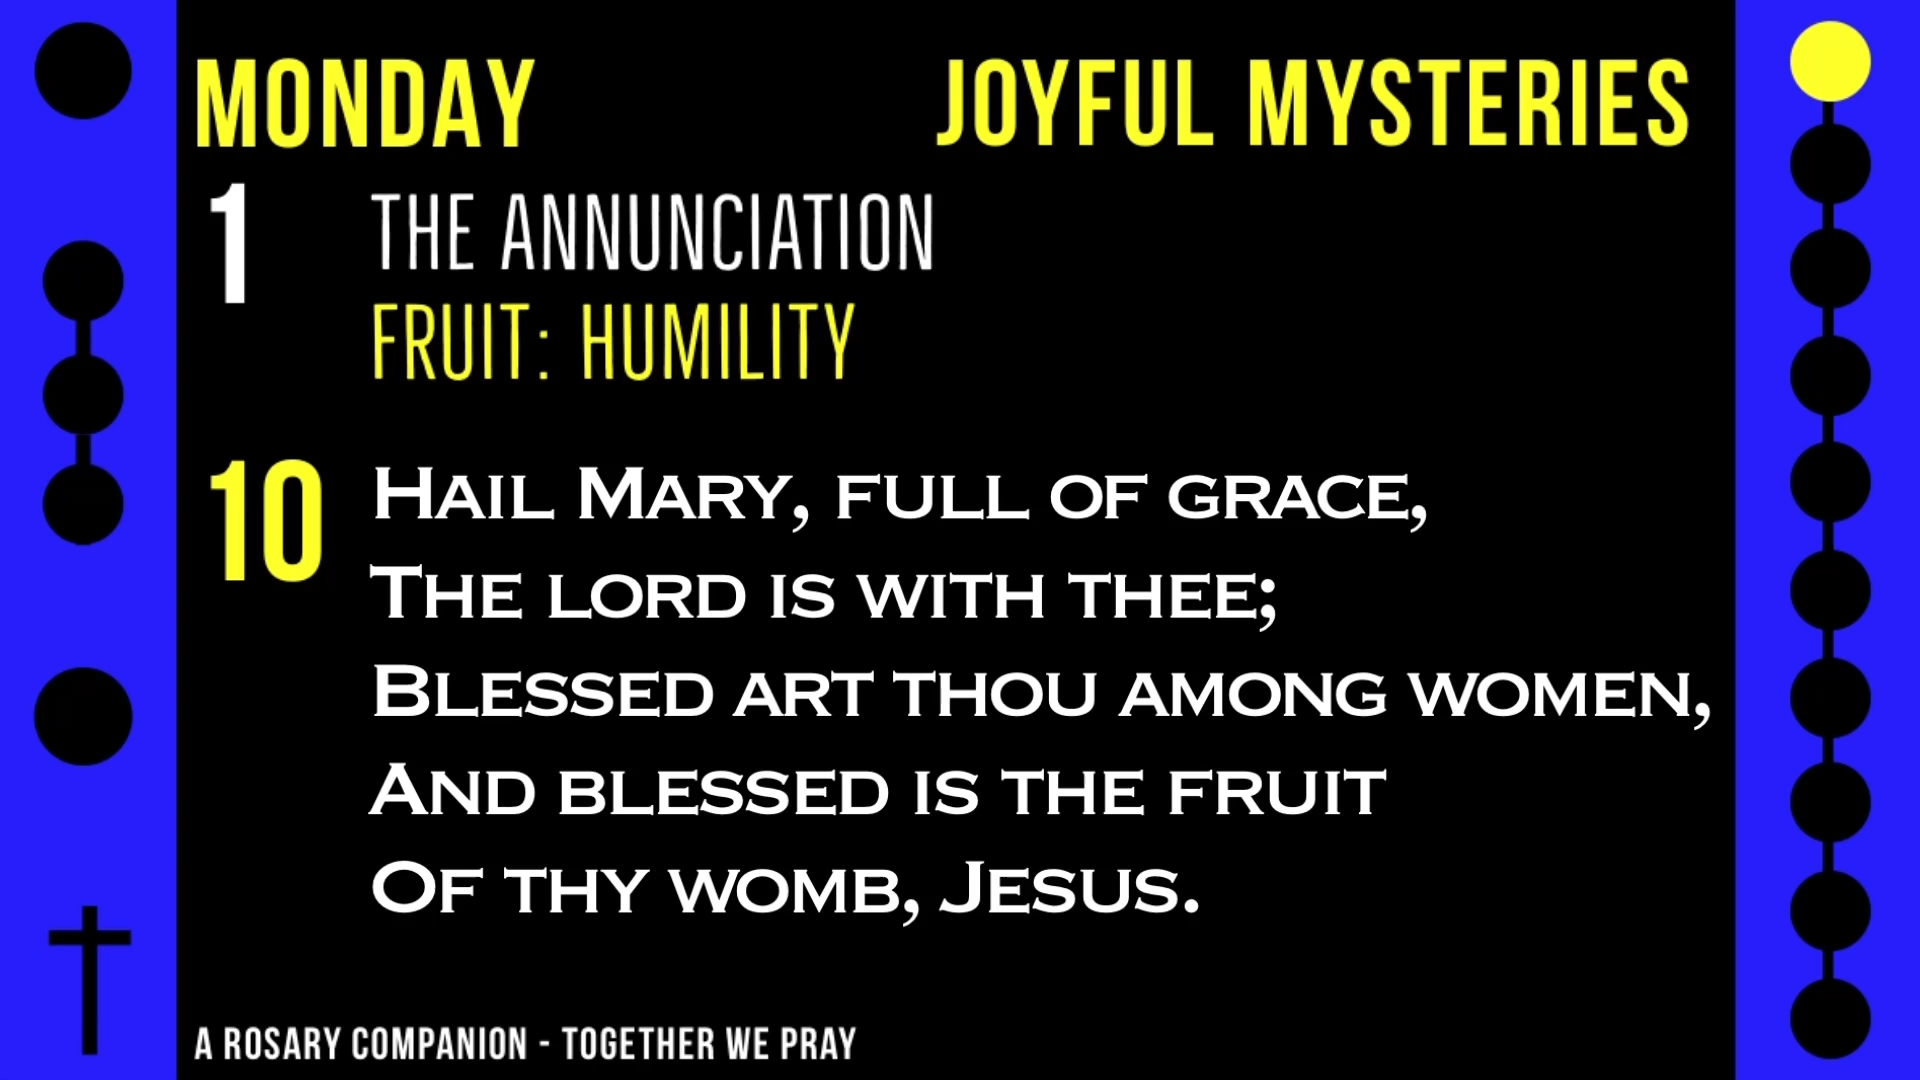 MONDAY JOYFUL MYSTERIES
1 THE ANNUNCIATION
FRUIT: HUMILITY
10 HAIL MARY, FULL OF GRACE,
THE LORD IS WITH THEE;
BLESSED ART THOU AMONG WOMEN,
AND BLESSED IS THE FRUIT
OF THY WOMB, JESUS.
A ROSARY COMPANION - TOGETHER WE PRAY